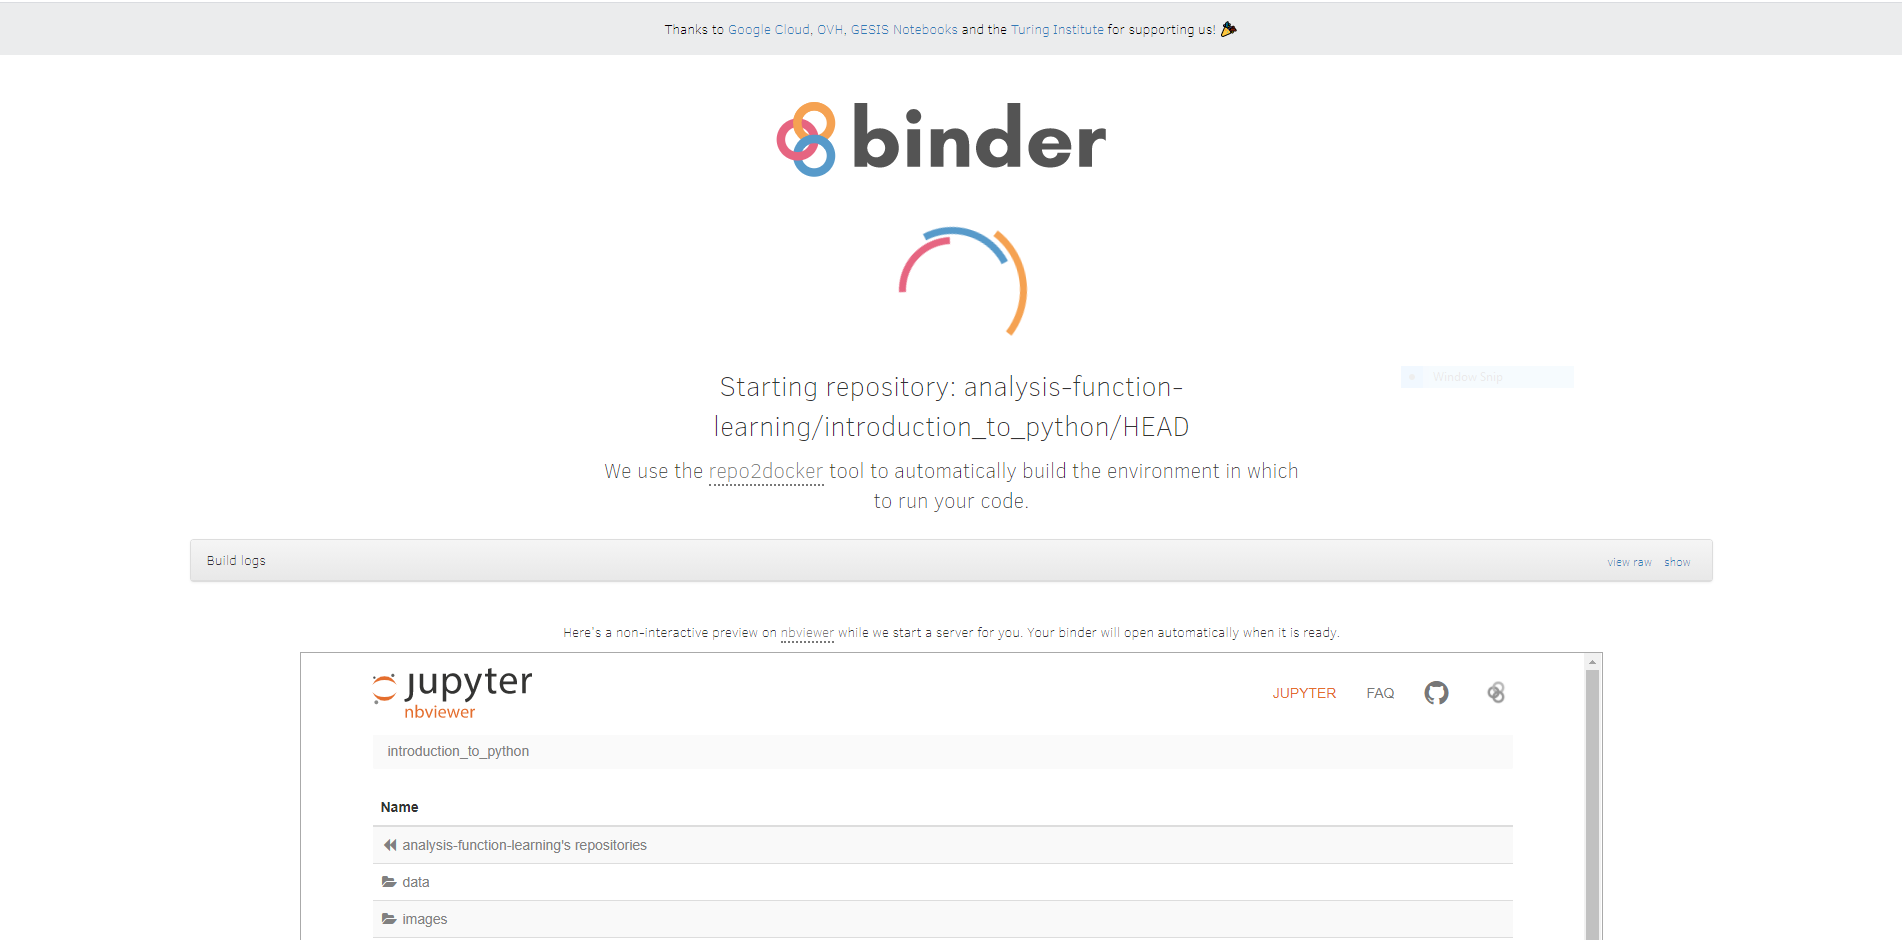 Thanks to Google Cloud, OVH, GESIS Notebooks and the Turing Institute for supporting us! 🎉
binder
Starting repository: analysis-function-
learning/introduction_to_python/HEAD
Window Snip
We use the repo2docker tool to automatically build the environment in which
to run your code.
Build logs view raw show
Here's a non-interactive preview on nbviewer while we start a server for you. Your binder will open automatically when it is ready.
jupyter
nbviewer
JUPYTER FAQ
introduction_to_python
Name
analysis-function-learning's repositories
data
images